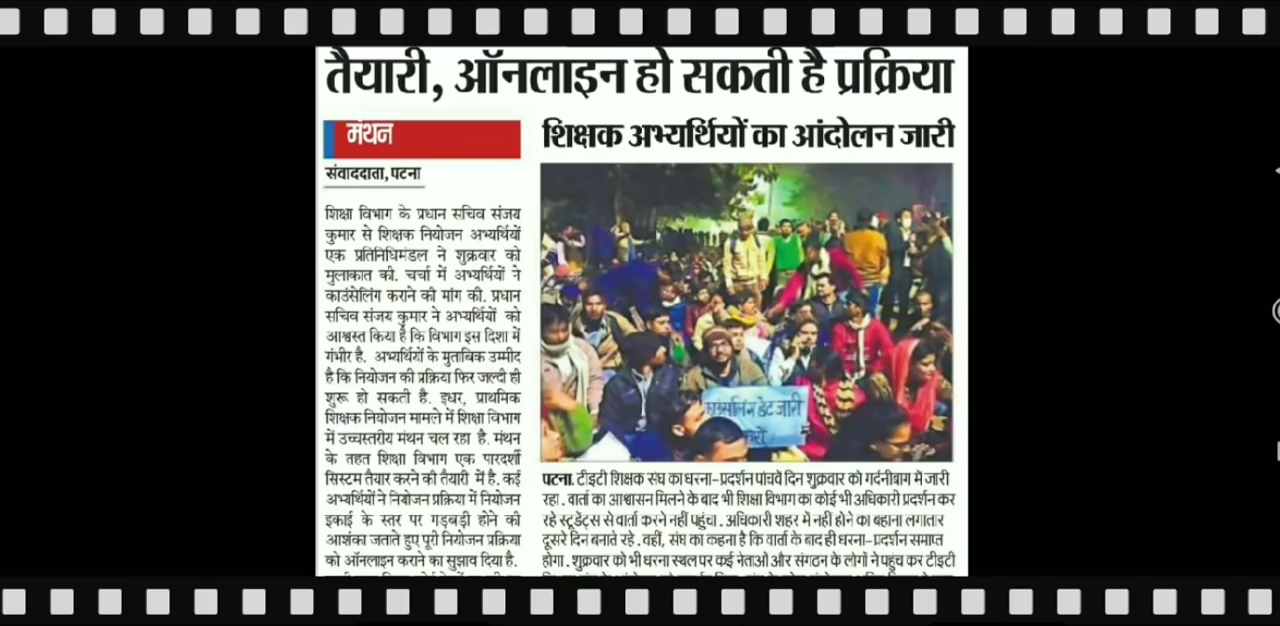 तैयारी, ऑनलाइन हो सकती है प्रक्रिया
मंथन
संवाददाता, पटना
शिक्षा विभाग के प्रधान सचिव संजय
कुमार से शिक्षक नियोजन अभ्यर्थियों
एक प्रतिनिधिमंडल ने शुक्रवार को
मुलाकात की. चर्चा में अभ्यर्थियों ने
काउंसेलिंग कराने की मांग की. प्रधान
सचिव संजय कुमार ने अभ्यर्थियों को
आश्वस्त किया है कि विभाग इस दिशा में
गंभीर है. अभ्यर्थियों के मुताबिक उम्मीद
है कि नियोजन की प्रक्रिया फिर जल्दी ही
शुरू हो सकती है. इधर, प्राथमिक
शिक्षक नियोजन मामले में शिक्षा विभाग
में उच्चस्तरीय मंथन चल रहा है. मंथन
के तहत शिक्षा विभाग एक पारदर्शी
सिस्टम तैयार करने की तैयारी में है. कई
अभ्यर्थियों ने नियोजन प्रक्रिया में नियोजन
इकाई के स्तर पर गड़बड़ी होने की
आशंका जताते हुए पूरी नियोजन प्रक्रिया
को ऑनलाइन कराने का सुझाव दिया है.
शिक्षक अभ्यर्थियों का आंदोलन जारी
डेट जारी
करो
पटना. टीइटी शिक्षक संघ का धरना-प्रदर्शन पांचवें दिन शुक्रवार को गर्दनीबाग में जारी
रहा. वार्ता का आश्वासन मिलने के बाद भी शिक्षा विभाग का कोई भी अधिकारी प्रदर्शन कर
रहे स्टूडेंट्स से वार्ता करने नहीं पहुंचा. अधिकारी शहर में नहीं होने का बहाना लगातार
दूसरे दिन बनाते रहे. वहीं, संघ का कहना है कि वार्ता के बाद ही धरना-प्रदर्शन समाप्त
होगा. शुक्रवार को भी धरना स्थल पर कई नेताओं और संगठन के लोगों ने पहुंच कर टीइटी